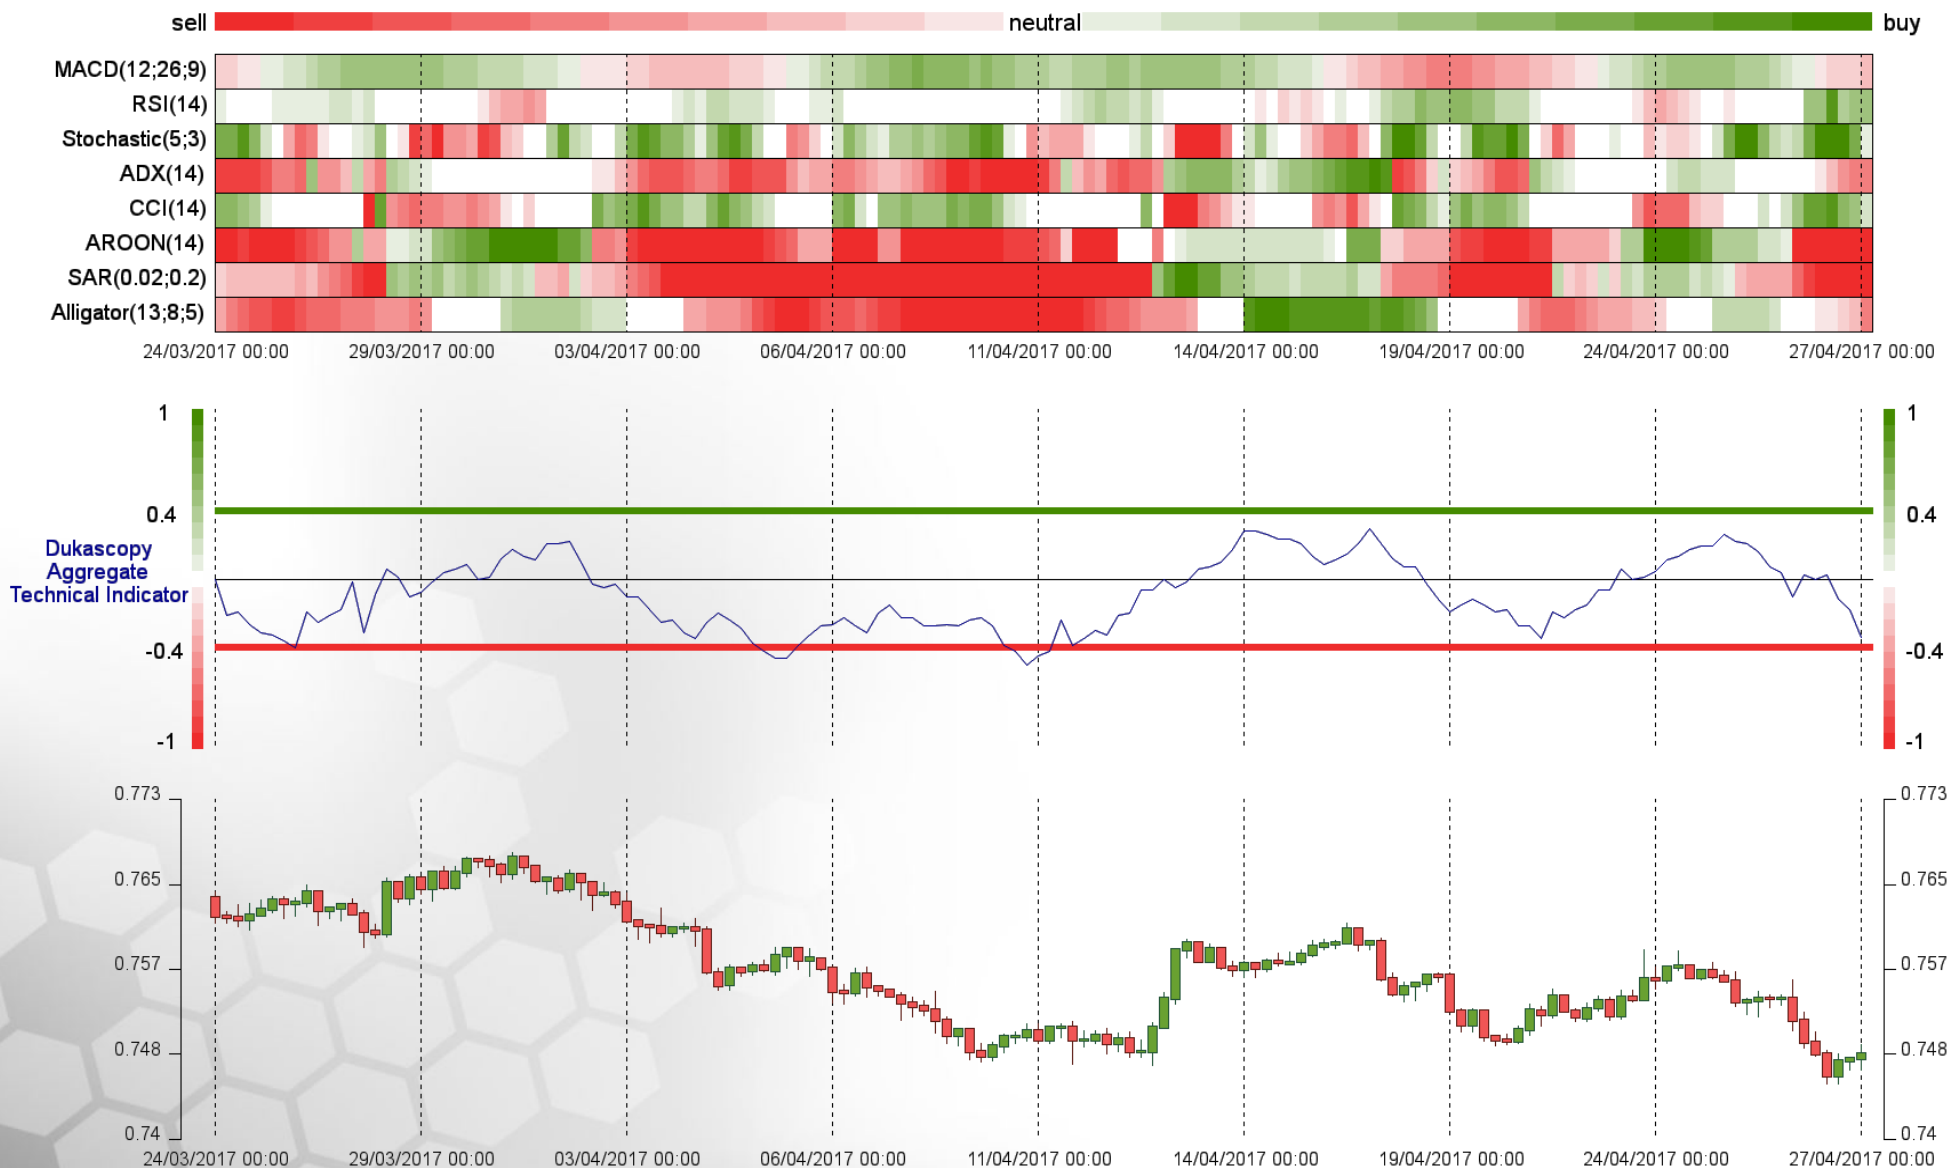 sell neutral buy
MACD(12;26;9)
RSI(14)
Stochastic(5;3)
ADX(14)
CCI(14)
AROON(14)
SAR(0.02;0.2)
Alligator(13;8;5)
24/03/2017 00:00 29/03/2017 00:00 03/04/2017 00:00 06/04/2017 00:00 11/04/2017 00:00 14/04/2017 00:00 19/04/2017 00:00 24/04/2017 00:00 27/04/2017 00:00
1 1
0.4 0.4
Dukascopy
Aggregate
Technical Indicator
-0.4 -0.4
-1 -1
0.773 0.773
0.765 0.765
0.757 0.757
0.748 0.748
0.74 0.74
24/03/2017 00:00 29/03/2017 00:00 03/04/2017 00:00 06/04/2017 00:00 11/04/2017 00:00 14/04/2017 00:00 19/04/2017 00:00 24/04/2017 00:00 27/04/2017 00:00